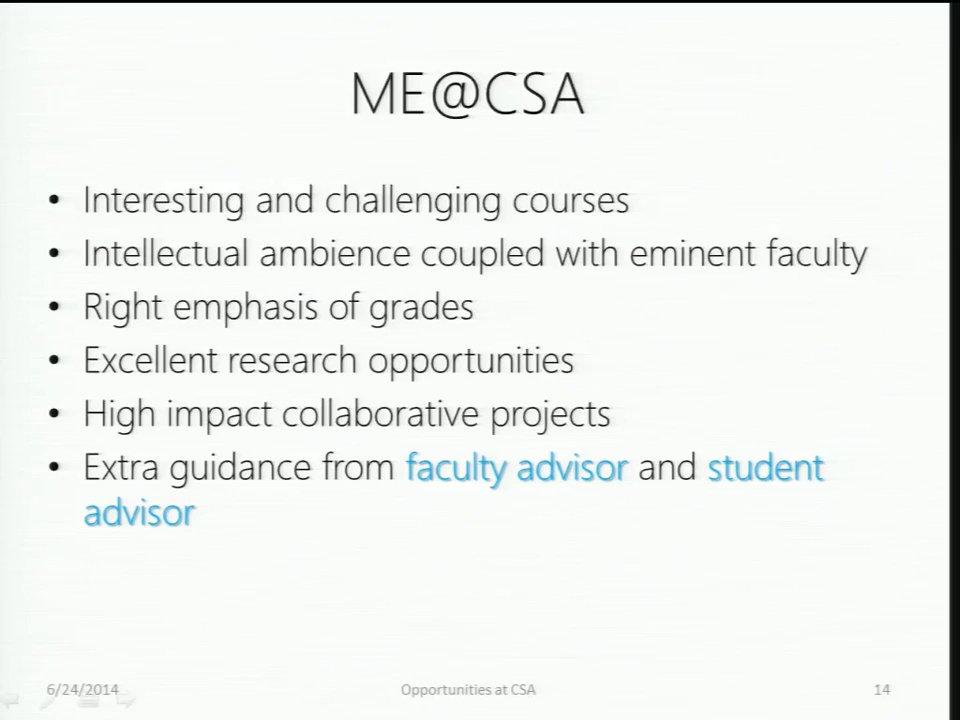 ME@CSA
• Interesting and challenging courses
• Intellectual ambience coupled with eminent faculty
• Right emphasis of grades
• Excellent research opportunities
• High impact collaborative projects
• Extra guidance from faculty advisor and student
advisor
6/24/2014 Opportunities at CSA 14